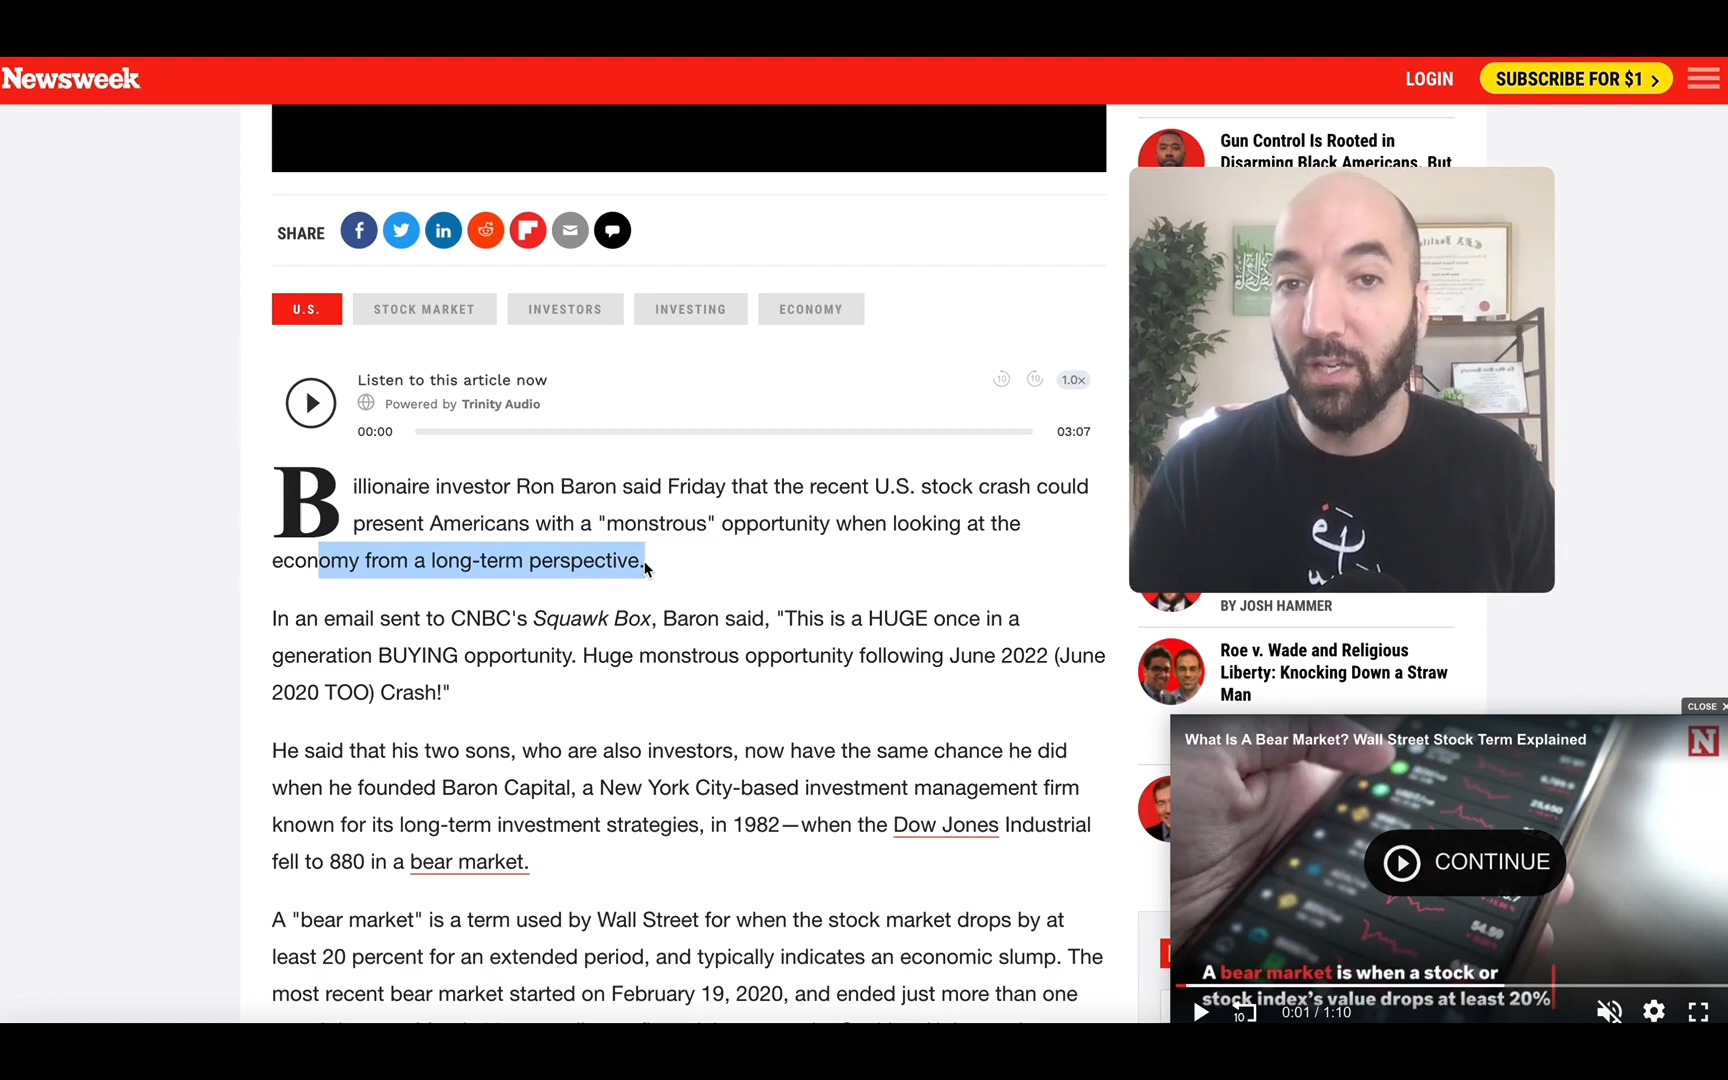 Newsweek
LOGIN
SUBSCRIBE FOR $1
Gun Control Is Rooted in
Disarming Black Americans. But
SHARE
U.S.
STOCK MARKET
INVESTORS
INVESTING
ECONOMY
Listen to this article now
Powered by Trinity Audio
10
10
1.0x
00:00
03:07
Billionaire investor Ron Baron said Friday that the recent U.S. stock crash could
present Americans with a "monstrous" opportunity when looking at the
economy from a long-term perspective.
In an email sent to CNBC's Squawk Box, Baron said, "This is a HUGE once in a
generation BUYING opportunity. Huge monstrous opportunity following June 2022 (June
2020 TOO) Crash!"
He said that his two sons, who are also investors, now have the same chance he did
when he founded Baron Capital, a New York City-based investment management firm
known for its long-term investment strategies, in 1982—when the Dow Jones Industrial
fell to 880 in a bear market.
A "bear market" is a term used by Wall Street for when the stock market drops by at
least 20 percent for an extended period, and typically indicates an economic slump. The
most recent bear market started on February 19, 2020, and ended just more than one
BY JOSH HAMMER
Roe v. Wade and Religious
Liberty: Knocking Down a Straw
Man
CLOSE X
What Is A Bear Market? Wall Street Stock Term Explained
N
CONTINUE
54.59
A bear market is when a stock or
stock index's value drops at least 20%
10
0:01 / 1:10